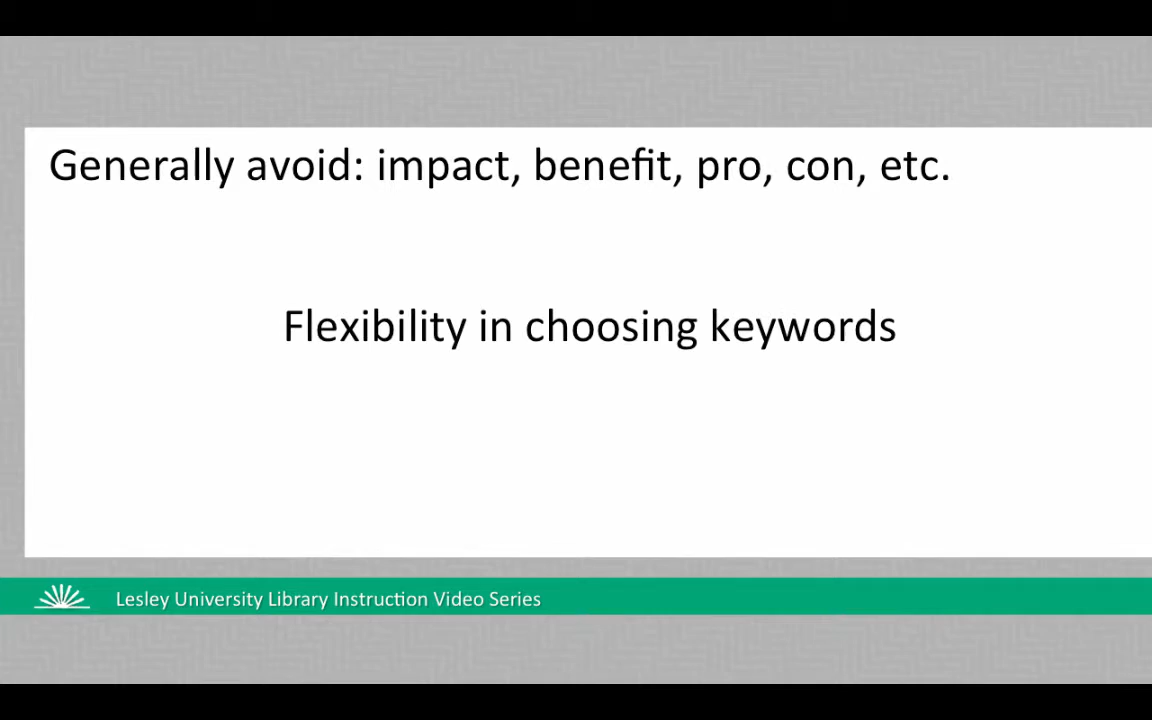 Generally avoid: impact, benefit, pro, con, etc.
Flexibility in choosing keywords
Lesley University Library Instruction Video Series